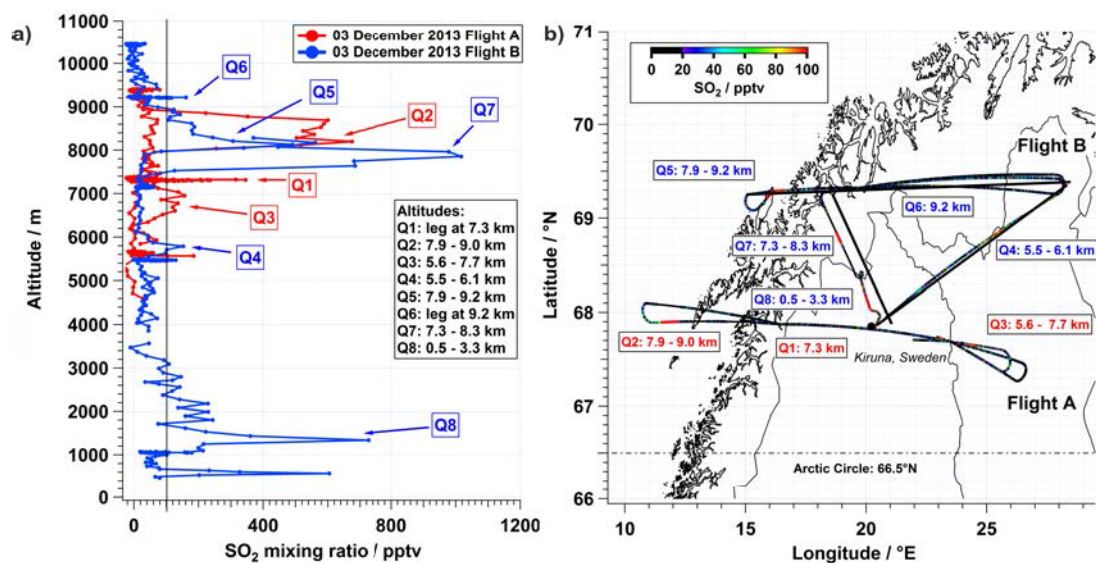 a)
11000
10000
9000
8000
7000
6000
5000
4000
3000
2000
1000
0
Altitude / m
0
200
400
600
800
1000
1200
SO2 mixing ratio / pptv
03 December 2013 Flight A
03 December 2013 Flight B
Q6
Q5
Q2
Q7
Q1
Q3
Q4
Q8
Altitudes:
Q1: leg at 7.3 km
Q2: 7.9 - 9.0 km
Q3: 5.6 - 7.7 km
Q4: 5.5 - 6.1 km
Q5: 7.9 - 9.2 km
Q6: leg at 9.2 km
Q7: 7.3 - 8.3 km
Q8: 0.5 - 3.3 km
b)
71
70
69
68
67
66
Latitude / °N
10
15
20
25
Longitude / °E
0 20 40 60 80 100
SO2 / pptv
Flight B
Q5: 7.9 - 9.2 km
Q6: 9.2 km
Q7: 7.3 - 8.3 km
Q4: 5.5 - 6.1 km
Q8: 0.5 - 3.3 km
Q3: 5.6 - 7.7 km
Q2: 7.9 - 9.0 km
Q1: 7.3 km
Kiruna, Sweden
Flight A
Arctic Circle: 66.5°N